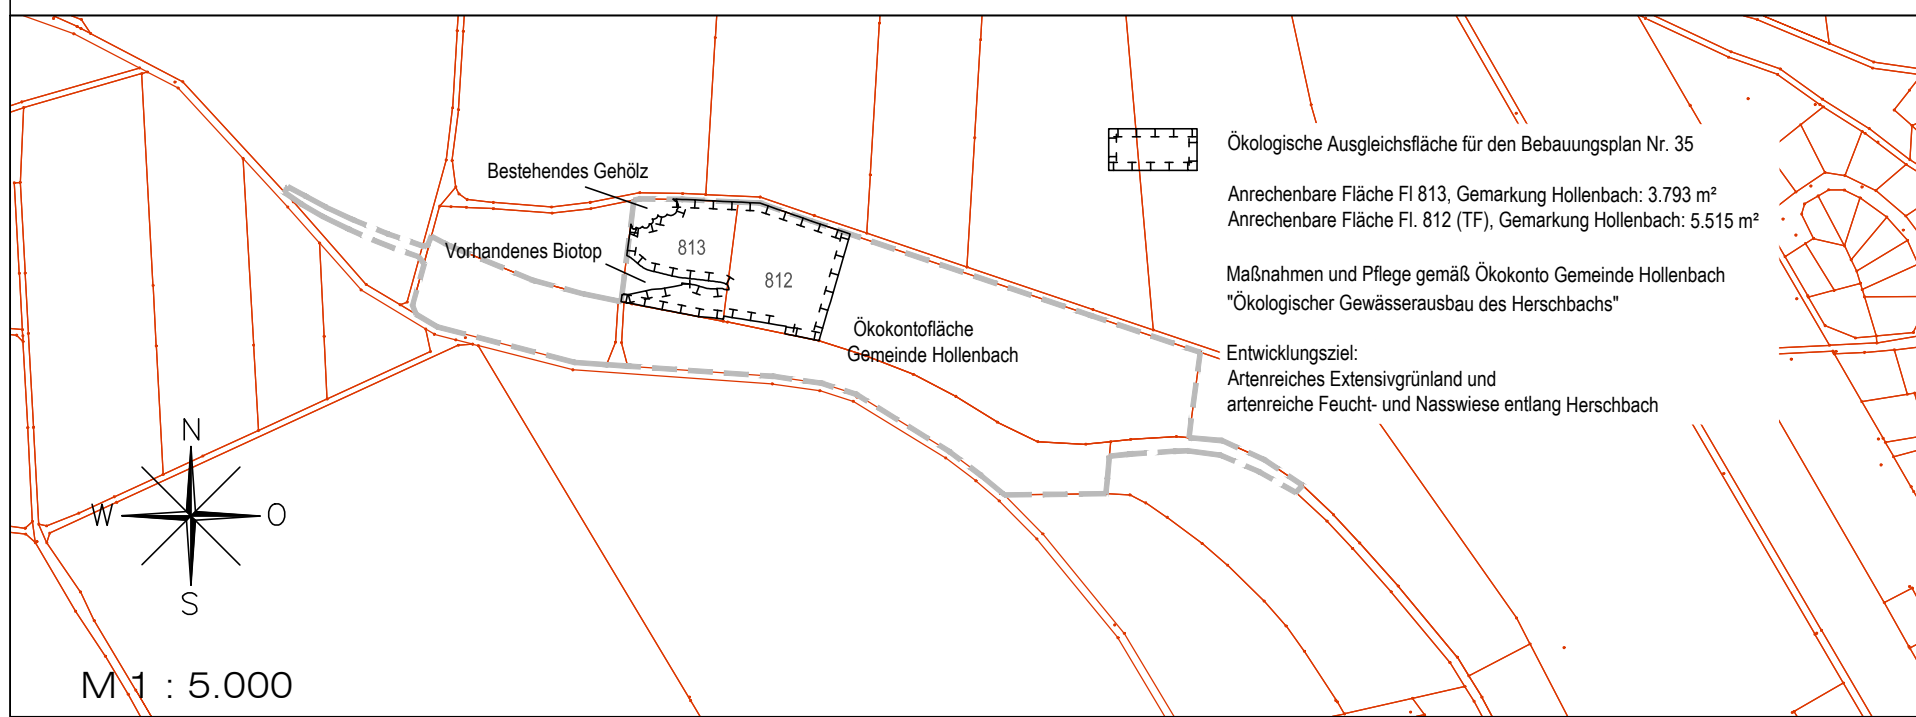 Ökologische Ausgleichsfläche für den Bebauungsplan Nr. 35
Bestehendes Gehölz
Anrechenbare Fläche Fl 813, Gemarkung Hollenbach: 3.793 m²
Anrechenbare Fläche Fl. 812 (TF), Gemarkung Hollenbach: 5.515 m²
Vorhandenes Biotop
813
812
Maßnahmen und Pflege gemäß Ökokonto Gemeinde Hollenbach
"Ökologischer Gewässerausbau des Herschbachs"
Ökokontofläche
Gemeinde Hollenbach
Entwicklungsziel:
Artenreiches Extensivgrünland und
artenreiche Feucht- und Nasswiese entlang Herschbach
N
W
O
S
M 1 : 5.000